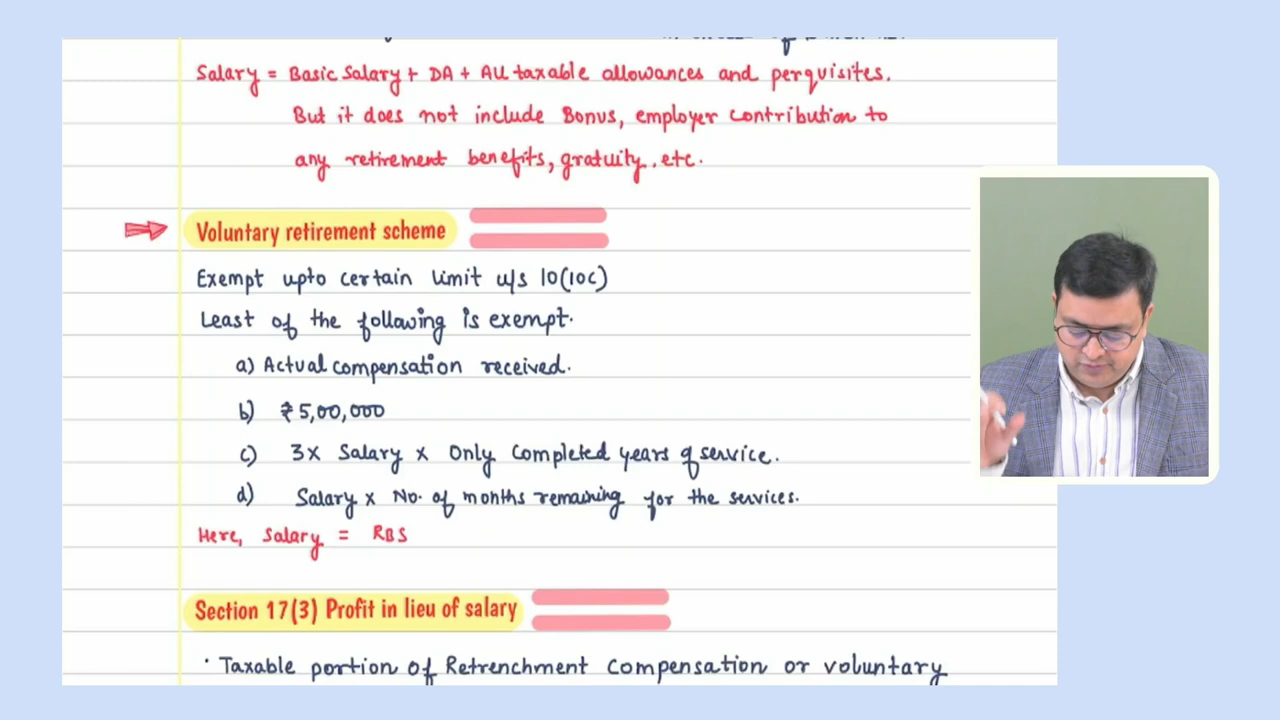 Salary = Basic Salary + DA + All taxable allowances and perquisites.
But it does not include Bonus, employer contribution to
any retirement benefits, gratuity, etc.
Voluntary retirement scheme
Exempt upto certain limit u/s 10(10C)
Least of the following is exempt.
a) Actual compensation received.
b) ₹5,00,000
c) 3x Salary x Only Completed years of service.
d) Salary x No. of months remaining for the services.
Here, Salary = RBS
Section 17(3) Profit in lieu of salary
· Taxable portion of Retrenchment Compensation or voluntary